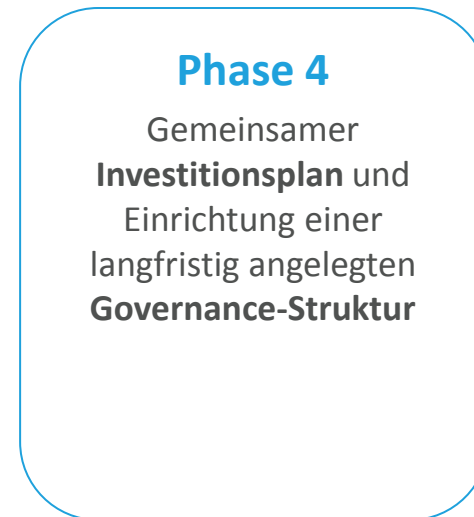 Phase 4
Gemeinsamer
Investitionsplan und
Einrichtung einer
langfristig angelegten
Governance-Struktur